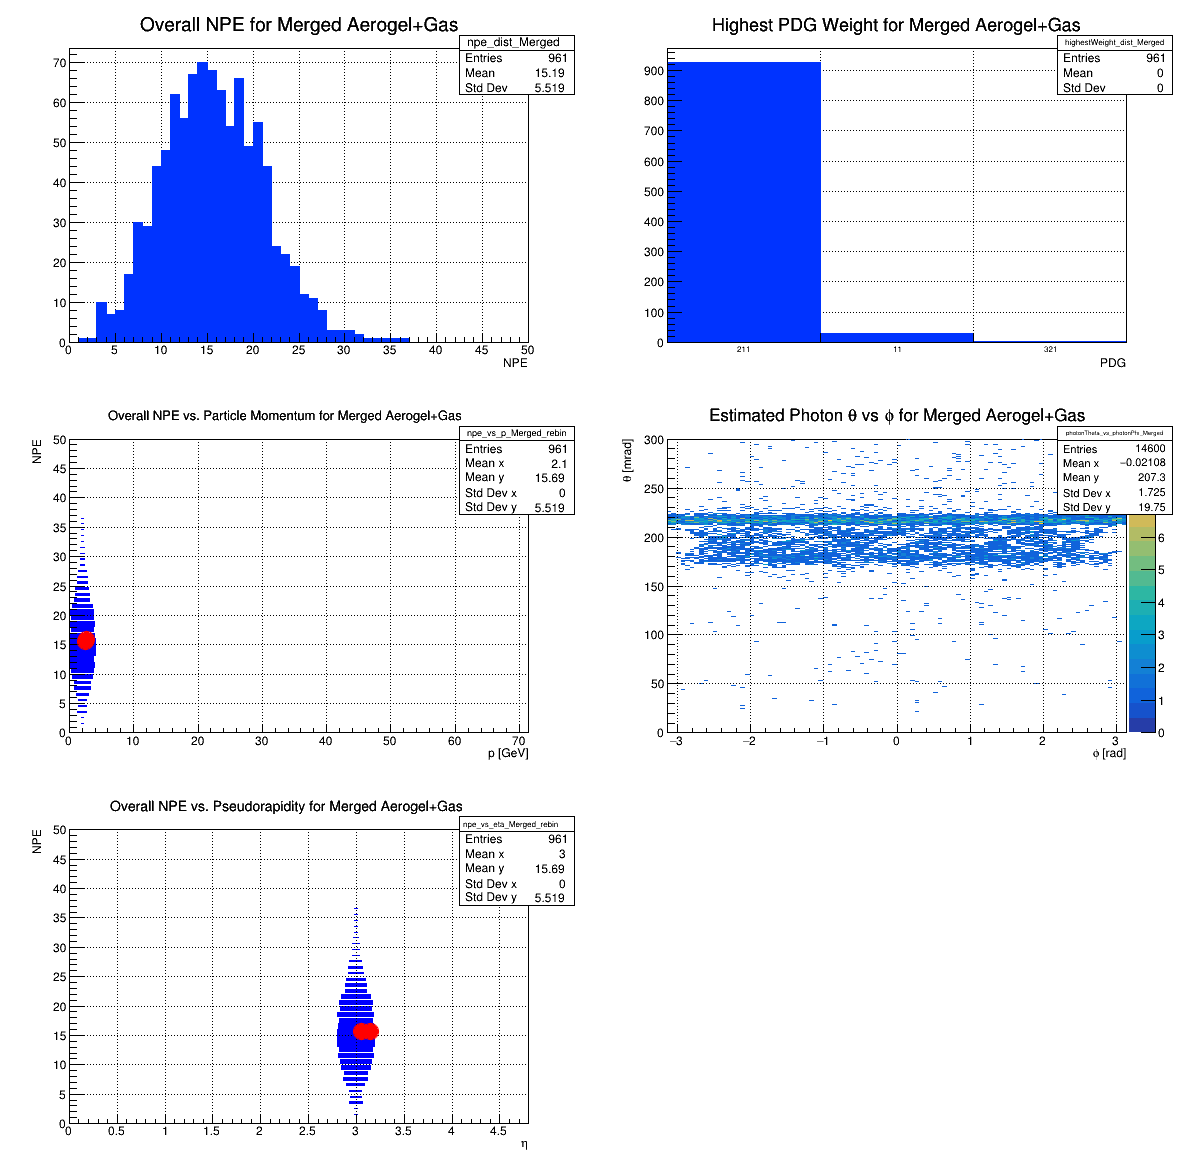 Overall NPE for Merged Aerogel+Gas
npe_dist_Merged
Entries 961
Mean 15.19
Std Dev 5.519
70
60
50
40
30
20
10
0
0 5 10 15 20 25 30 35 40 45 50
NPE
Highest PDG Weight for Merged Aerogel+Gas
highestWeight_dist_Merged
Entries 961
Mean 0
Std Dev 0
900
800
700
600
500
400
300
200
100
0
211 11 321
PDG
Overall NPE vs. Particle Momentum for Merged Aerogel+Gas
npe_vs_p_Merged_rebin
Entries 961
Mean x 2.1
Mean y 15.69
Std Dev x 0
Std Dev y 5.519
NPE
50
45
40
35
30
25
20
15
10
5
0
0 10 20 30 40 50 60 70
p [GeV]
Estimated Photon θ vs ϕ for Merged Aerogel+Gas
photonTheta_vs_photonPhi_Merged
Entries 14600
Mean x −0.02108
Mean y 207.3
Std Dev x 1.725
Std Dev y 19.75
θ [mrad]
300
250
200
150
100
50
0
−3 −2 −1 0 1 2 3
ϕ [rad]
6
5
4
3
2
1
0
Overall NPE vs. Pseudorapidity for Merged Aerogel+Gas
npe_vs_eta_Merged_rebin
Entries 961
Mean x 3
Mean y 15.69
Std Dev x 0
Std Dev y 5.519
NPE
50
45
40
35
30
25
20
15
10
5
0
0 0.5 1 1.5 2 2.5 3 3.5 4 4.5
η